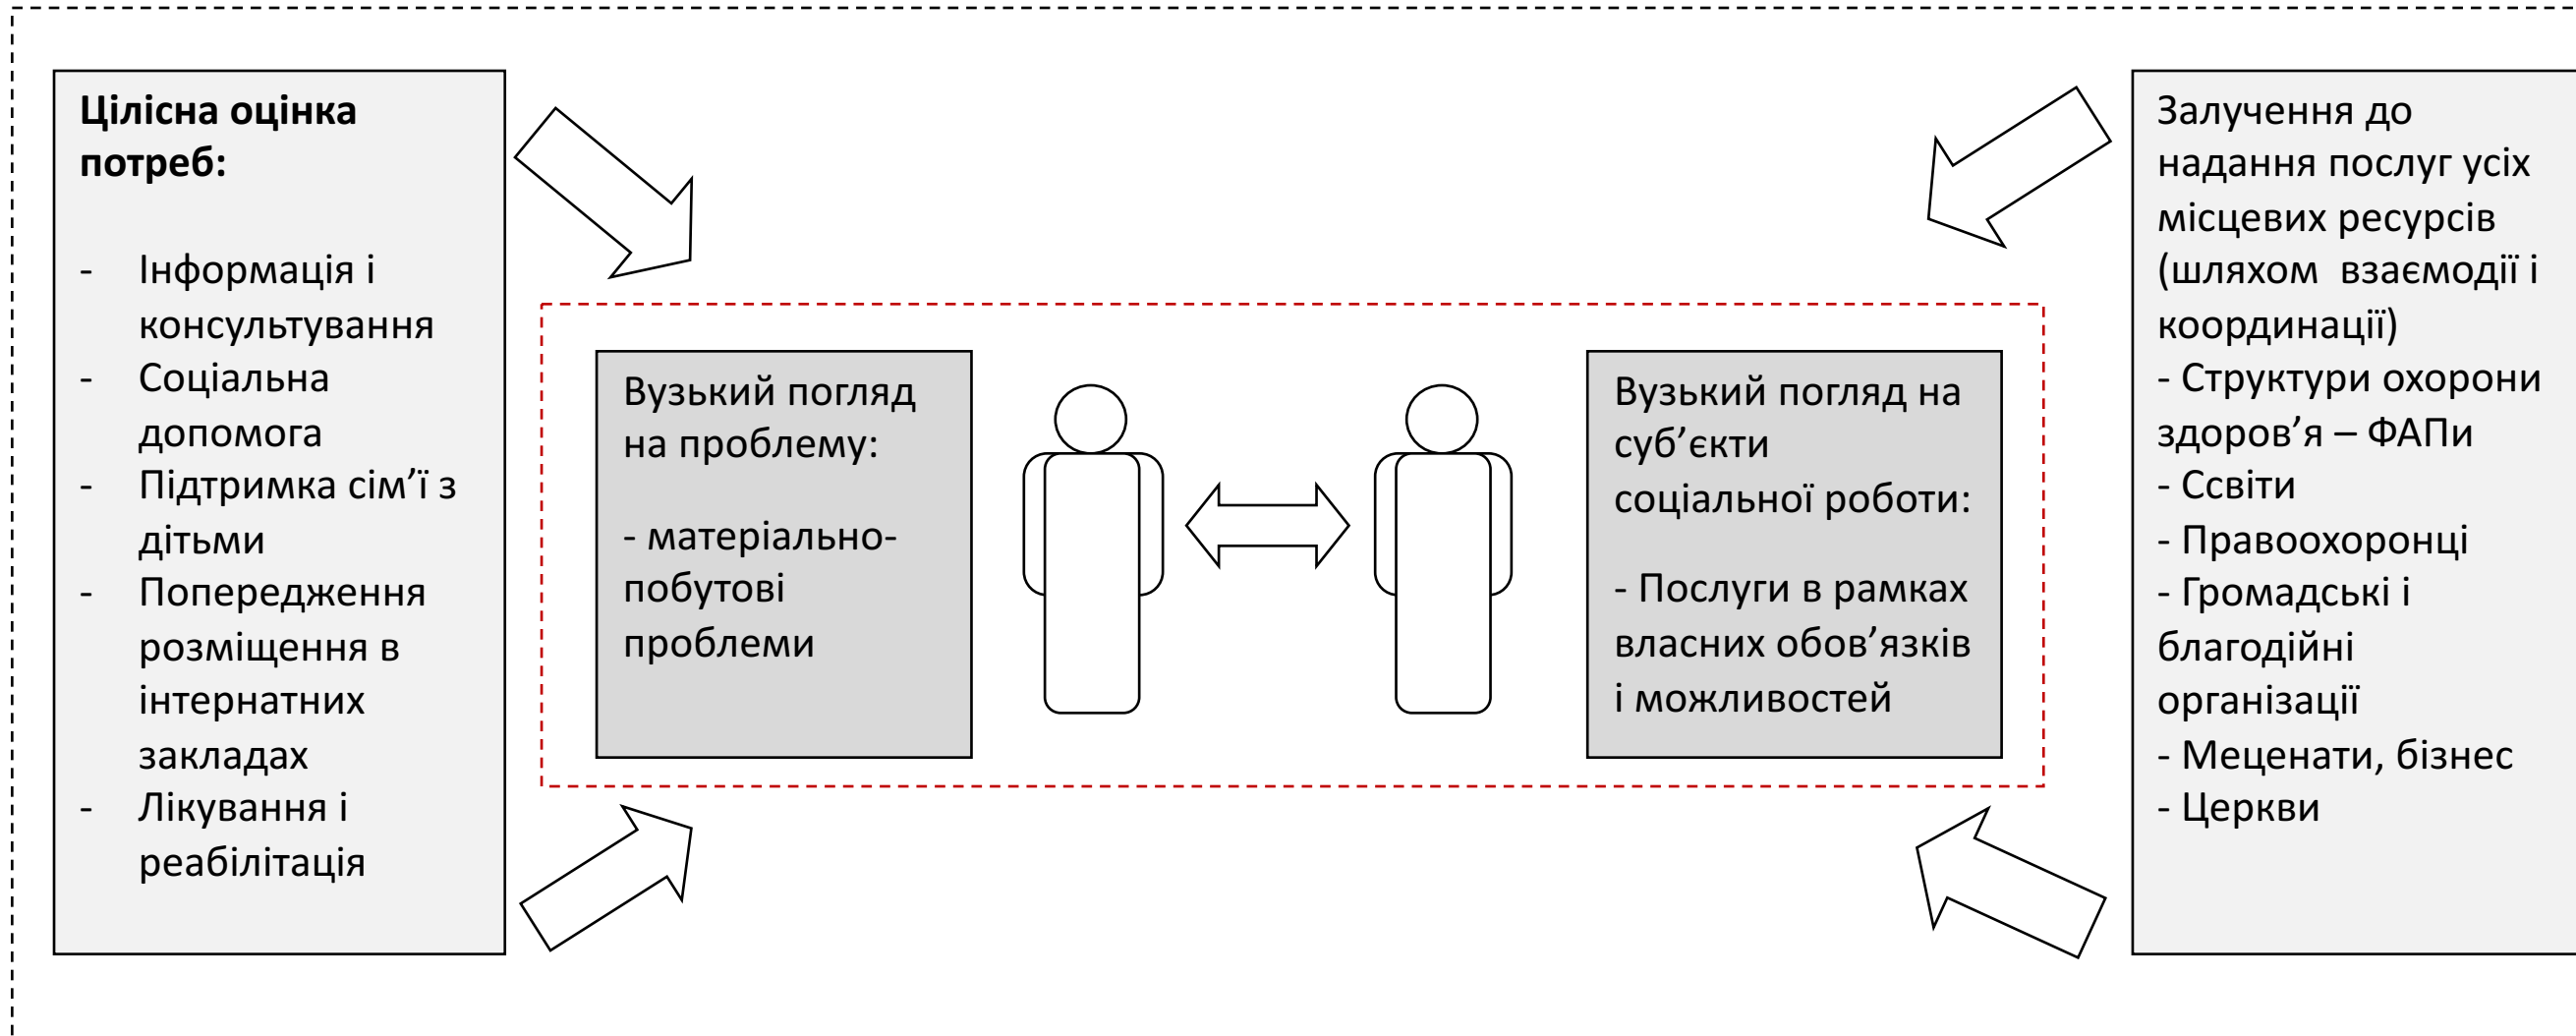 Цілісна оцінка
потреб:
- Інформація і
консультування
- Соціальна
допомога
- Підтримка сім’ї з
дітьми
- Попередження
розміщення в
інтернатних
закладах
- Лікування і
реабілітація
Вузький погляд
на проблему:
- матеріально-
побутові
проблеми
Вузький погляд на
суб’єкти
соціальної роботи:
- Послуги в рамках
власних обов’язків
і можливостей
Залучення до
надання послуг усіх
місцевих ресурсів
(шляхом  взаємодії і
координації)
- Структури охорони
здоров’я – ФАПи
- Ссвіти
- Правоохоронці
- Громадські і
благодійні
організації
- Меценати, бізнес
- Церкви